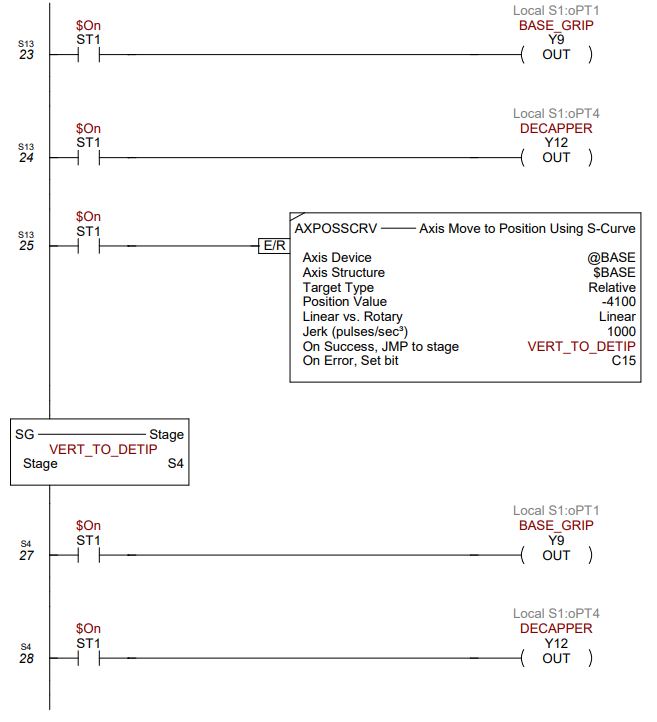 Local S1:oPT1
$On BASE_GRIP
S13 ST1 Y9
23 OUT
Local S1:oPT4
$On DECAPPER
S13 ST1 Y12
24 OUT
$On
S13 ST1
25 E/R
AXPOSSCRV Axis Move to Position Using S-Curve
Axis Device @BASE
Axis Structure $BASE
Target Type Relative
Position Value -4100
Linear vs. Rotary Linear
Jerk (pulses/sec³) 1000
On Success, JMP to stage VERT_TO_DETIP
On Error, Set bit C15
SG Stage
VERT_TO_DETIP
Stage S4
Local S1:oPT1
$On BASE_GRIP
S4 ST1 Y9
27 OUT
Local S1:oPT4
$On DECAPPER
S4 ST1 Y12
28 OUT